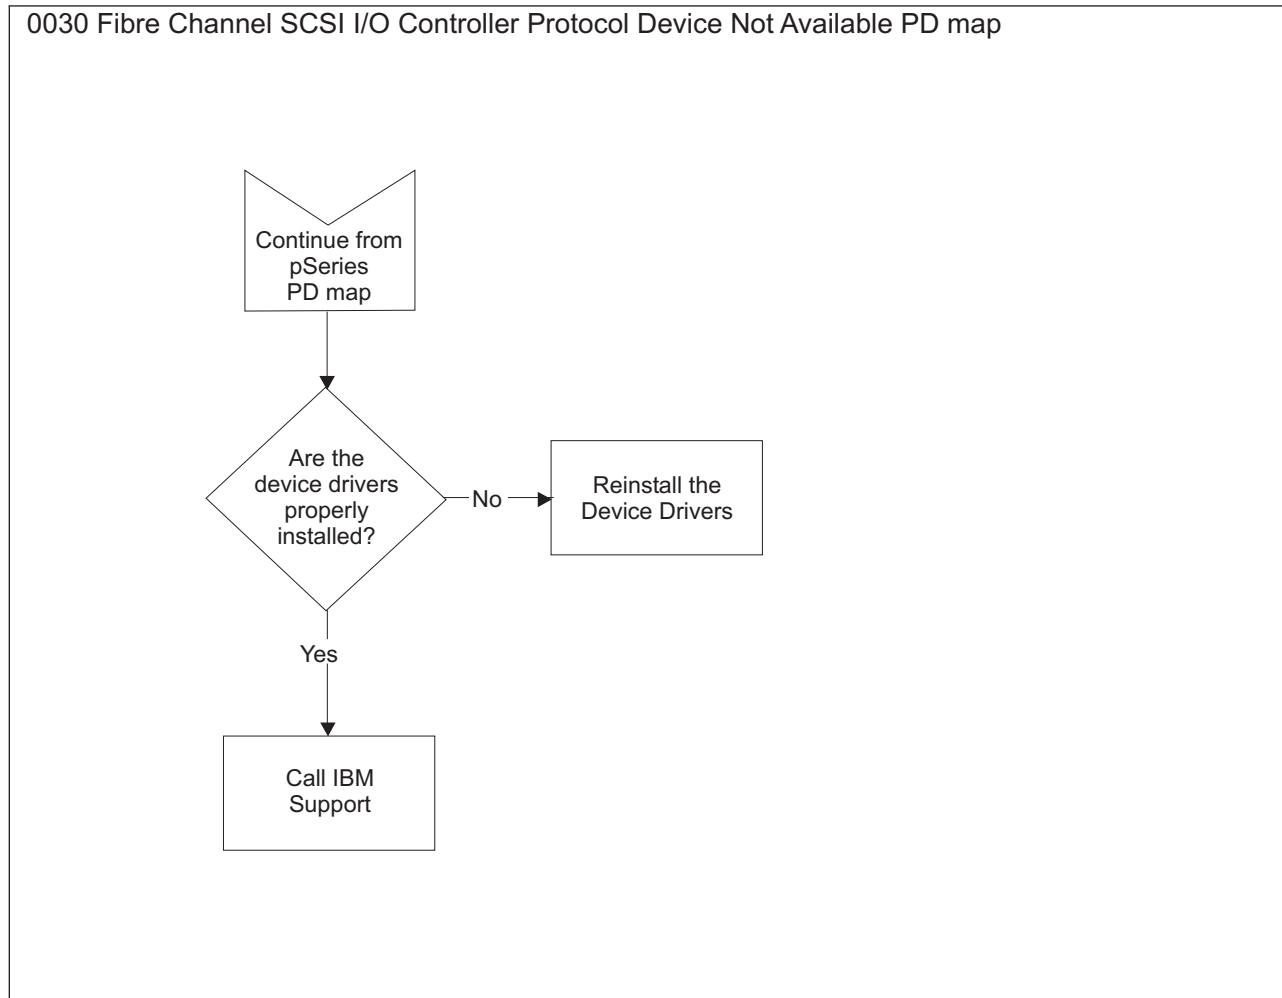 0030 Fibre Channel SCSI I/O Controller Protocol Device Not Available PD map
Continue from
pSeries
PD map
Are the
device drivers
properly
installed?
No
Reinstall the
Device Drivers
Yes
Call IBM
Support